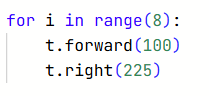 for i in range(8):
    t.forward(100)
    t.right(225)